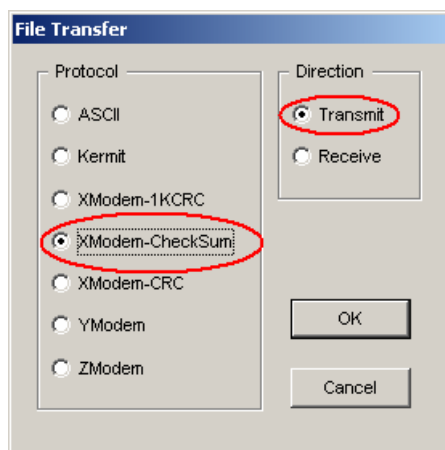 File Transfer
Protocol
ASCII
Kermit
XModem-1KCRC
XModem-CheckSum
XModem-CRC
YModem
ZModem
Direction
Transmit
Receive
OK
Cancel